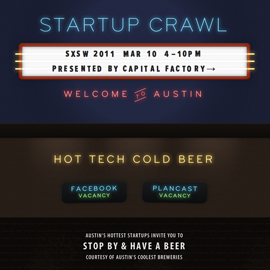 STARTUP CRAWL
SXSW 2011 MAR 10 4-10PM
PRESENTED BY CAPITAL FACTORY→
WELCOME TO AUSTIN
HOT TECH COLD BEER
FACEBOOK
VACANCY
PLANCAST
VACANCY
AUSTIN'S HOTTEST STARTUPS INVITE YOU TO
STOP BY & HAVE A BEER
COURTESY OF AUSTIN'S COOLEST BREWERIES